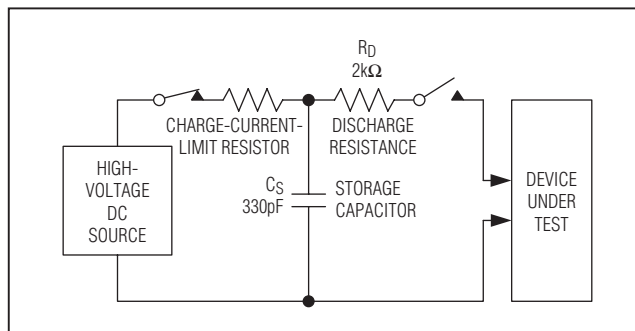 R_D
2kΩ
CHARGE-CURRENT-
LIMIT RESISTOR
DISCHARGE
RESISTANCE
HIGH-
VOLTAGE
DC
SOURCE
C_S
330pF
STORAGE
CAPACITOR
DEVICE
UNDER
TEST